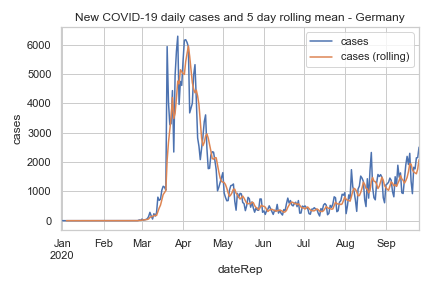 New COVID-19 daily cases and 5 day rolling mean - Germany
cases
cases (rolling)
6000
5000
4000
3000
2000
1000
0
cases
Jan Feb Mar Apr May Jun Jul Aug Sep
2020
dateRep